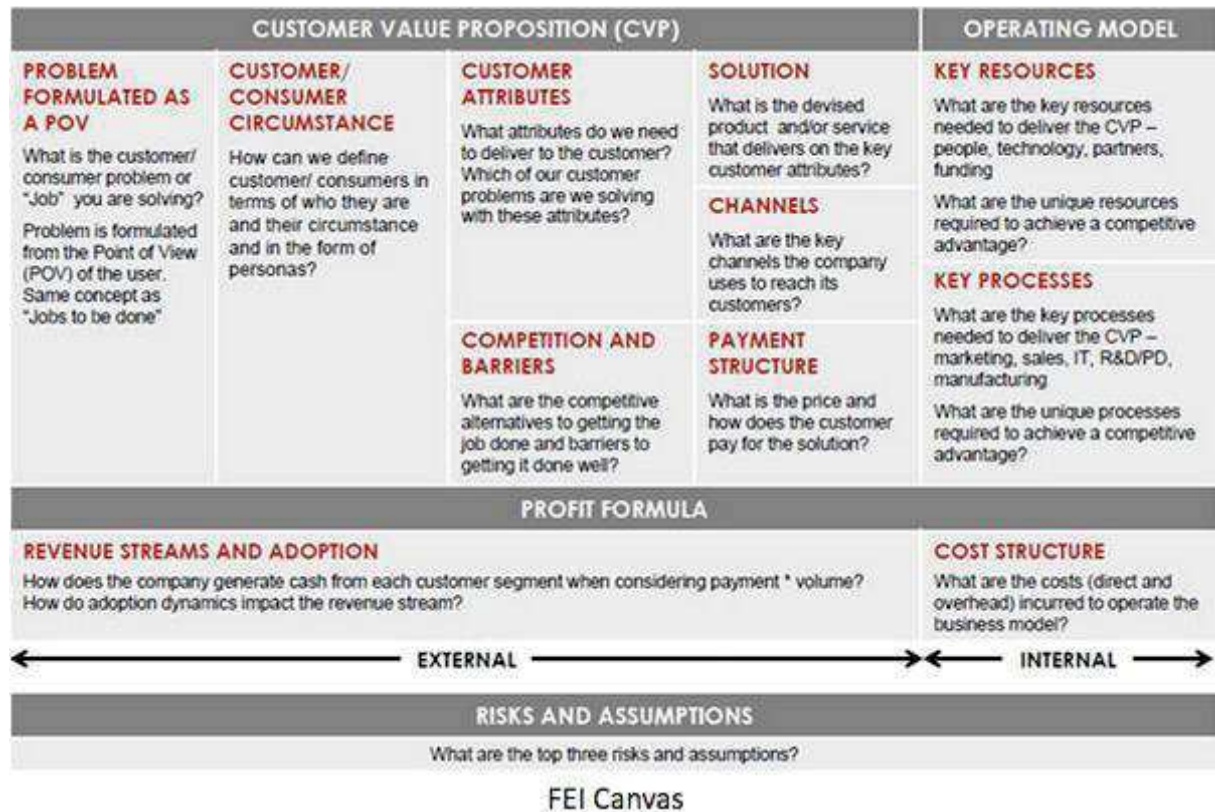 CUSTOMER VALUE PROPOSITION (CVP)
OPERATING MODEL
PROBLEM
FORMULATED AS
A POV
What is the customer/
consumer problem or
"Job" you are solving?
Problem is formulated
from the Point of View
(POV) of the user.
Same concept as
"Jobs to be done"
CUSTOMER/
CONSUMER
CIRCUMSTANCE
How can we define
customer/ consumers in
terms of who they are
and their circumstance
and in the form of
personas?
CUSTOMER
ATTRIBUTES
What attributes do we need
to deliver to the customer?
Which of our customer
problems are we solving
with these attributes?
COMPETITION AND
BARRIERS
What are the competitive
alternatives to getting the
job done and barriers to
getting it done well?
SOLUTION
What is the devised
product and/or service
that delivers on the key
customer attributes?
CHANNELS
What are the key
channels the company
uses to reach its
customers?
PAYMENT
STRUCTURE
What is the price and
how does the customer
pay for the solution?
KEY RESOURCES
What are the key resources
needed to deliver the CVP –
people, technology, partners,
funding
What are the unique resources
required to achieve a competitive
advantage?
KEY PROCESSES
What are the key processes
needed to deliver the CVP –
marketing, sales, IT, R&D/PD,
manufacturing
What are the unique processes
required to achieve a competitive
advantage?
PROFIT FORMULA
REVENUE STREAMS AND ADOPTION
How does the company generate cash from each customer segment when considering payment * volume?
How do adoption dynamics impact the revenue stream?
COST STRUCTURE
What are the costs (direct and
overhead) incurred to operate the
business model?
EXTERNAL
INTERNAL
RISKS AND ASSUMPTIONS
What are the top three risks and assumptions?
FEI Canvas